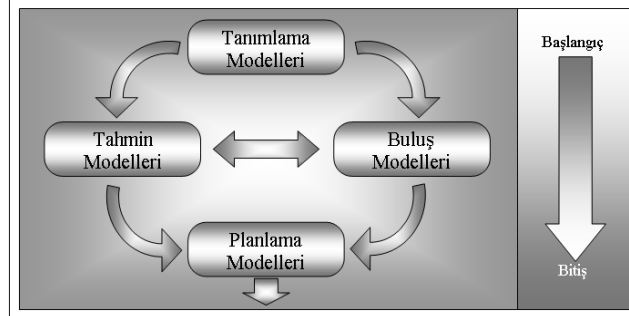 Tanımlama
Modelleri
Başlangıç
Tahmin
Modelleri
Buluş
Modelleri
Planlama
Modelleri
Bitiş